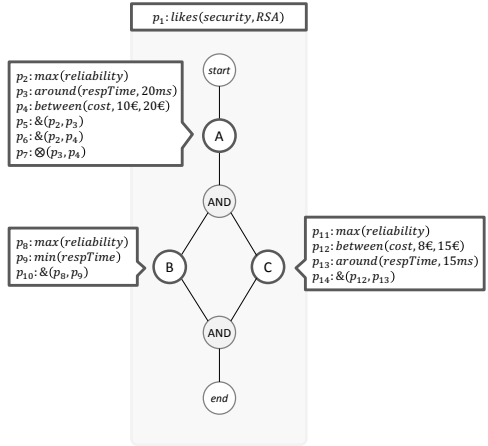 p₁: likes(security, RSA)
start
p₂: max(reliability)
p₃: around(respTime, 20ms)
p₄: between(cost, 10€, 20€)
p₅: &(p₂, p₃)
p₆: &(p₂, p₄)
p₇: ⊗(p₃, p₄)
A
AND
p₈: max(reliability)
p₉: min(respTime)
p₁₀: &(p₈, p₉)
B
C
p₁₁: max(reliability)
p₁₂: between(cost, 8€, 15€)
p₁₃: around(respTime, 15ms)
p₁₄: &(p₁₂, p₁₃)
AND
end